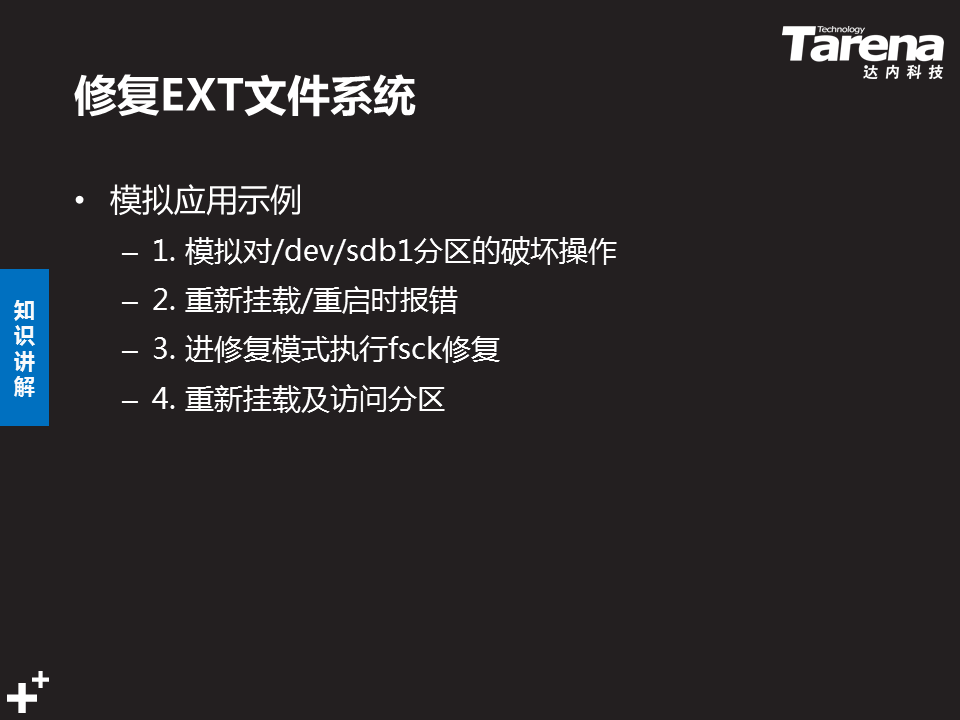 Technology
Tarena
达内科技
修复EXT文件系统
• 模拟应用示例
– 1. 模拟对/dev/sdb1分区的破坏操作
– 2. 重新挂载/重启时报错
– 3. 进修复模式执行fsck修复
– 4. 重新挂载及访问分区
知
识
讲
解